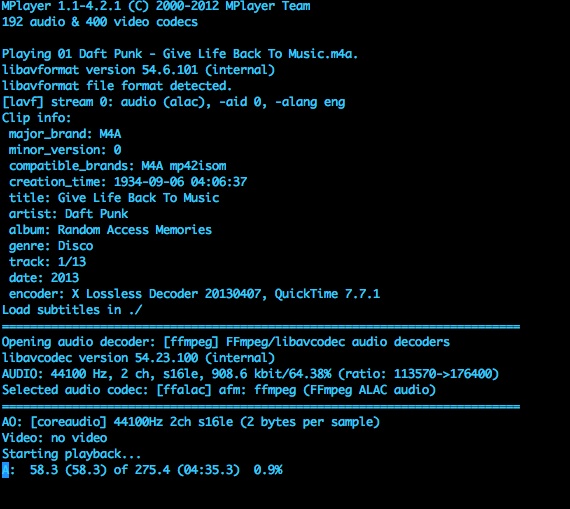 MPlayer 1.1-4.2.1 (C) 2000-2012 MPlayer Team
192 audio & 400 video codecs

Playing 01 Daft Punk - Give Life Back To Music.m4a.
libavformat version 54.6.101 (internal)
libavformat file format detected.
[lavf] stream 0: audio (alac), -aid 0, -alang eng
Clip info:
 major_brand: M4A
 minor_version: 0
 compatible_brands: M4A mp42isom
 creation_time: 1934-09-06 04:06:37
 title: Give Life Back To Music
 artist: Daft Punk
 album: Random Access Memories
 genre: Disco
 track: 1/13
 date: 2013
 encoder: X Lossless Decoder 20130407, QuickTime 7.7.1
Load subtitles in ./
==========================================================================
Opening audio decoder: [ffmpeg] FFmpeg/libavcodec audio decoders
libavcodec version 54.23.100 (internal)
AUDIO: 44100 Hz, 2 ch, s16le, 908.6 kbit/64.38% (ratio: 113570->176400)
Selected audio codec: [ffalac] afm: ffmpeg (FFmpeg ALAC audio)
==========================================================================
AO: [coreaudio] 44100Hz 2ch s16le (2 bytes per sample)
Video: no video
Starting playback...
A:  58.3 (58.3) of 275.4 (04:35.3)  0.9%